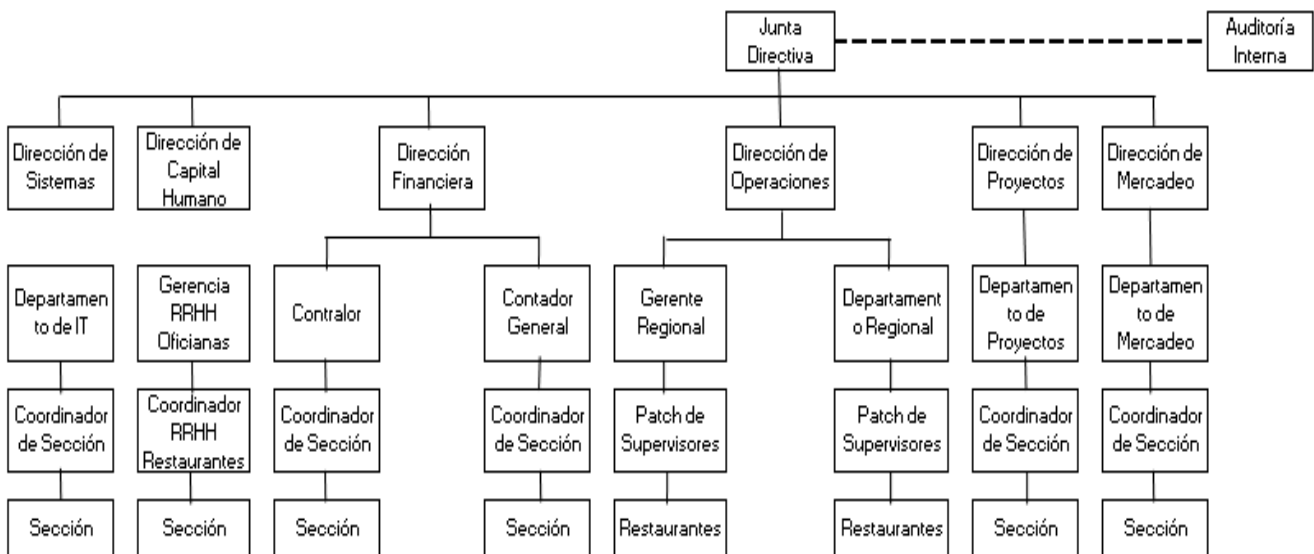 Junta
Directiva
Auditoría
Interna
Dirección de
Sistemas
Dirección de
Capital
Humano
Dirección
Financiera
Dirección de
Operaciones
Dirección de
Proyectos
Dirección de
Mercadeo
Departamen
to de IT
Gerencia
RRHH
Oficianas
Contralor
Contador
General
Gerente
Regional
Departament
o Regional
Departamen
to de
Proyectos
Departamen
to de
Mercadeo
Coordinador
de Sección
Coordinador
RRHH
Restaurantes
Coordinador
de Sección
Coordinador
de Sección
Patch de
Supervisores
Patch de
Supervisores
Coordinador
de Sección
Coordinador
de Sección
Sección
Sección
Sección
Sección
Restaurantes
Restaurantes
Sección
Sección